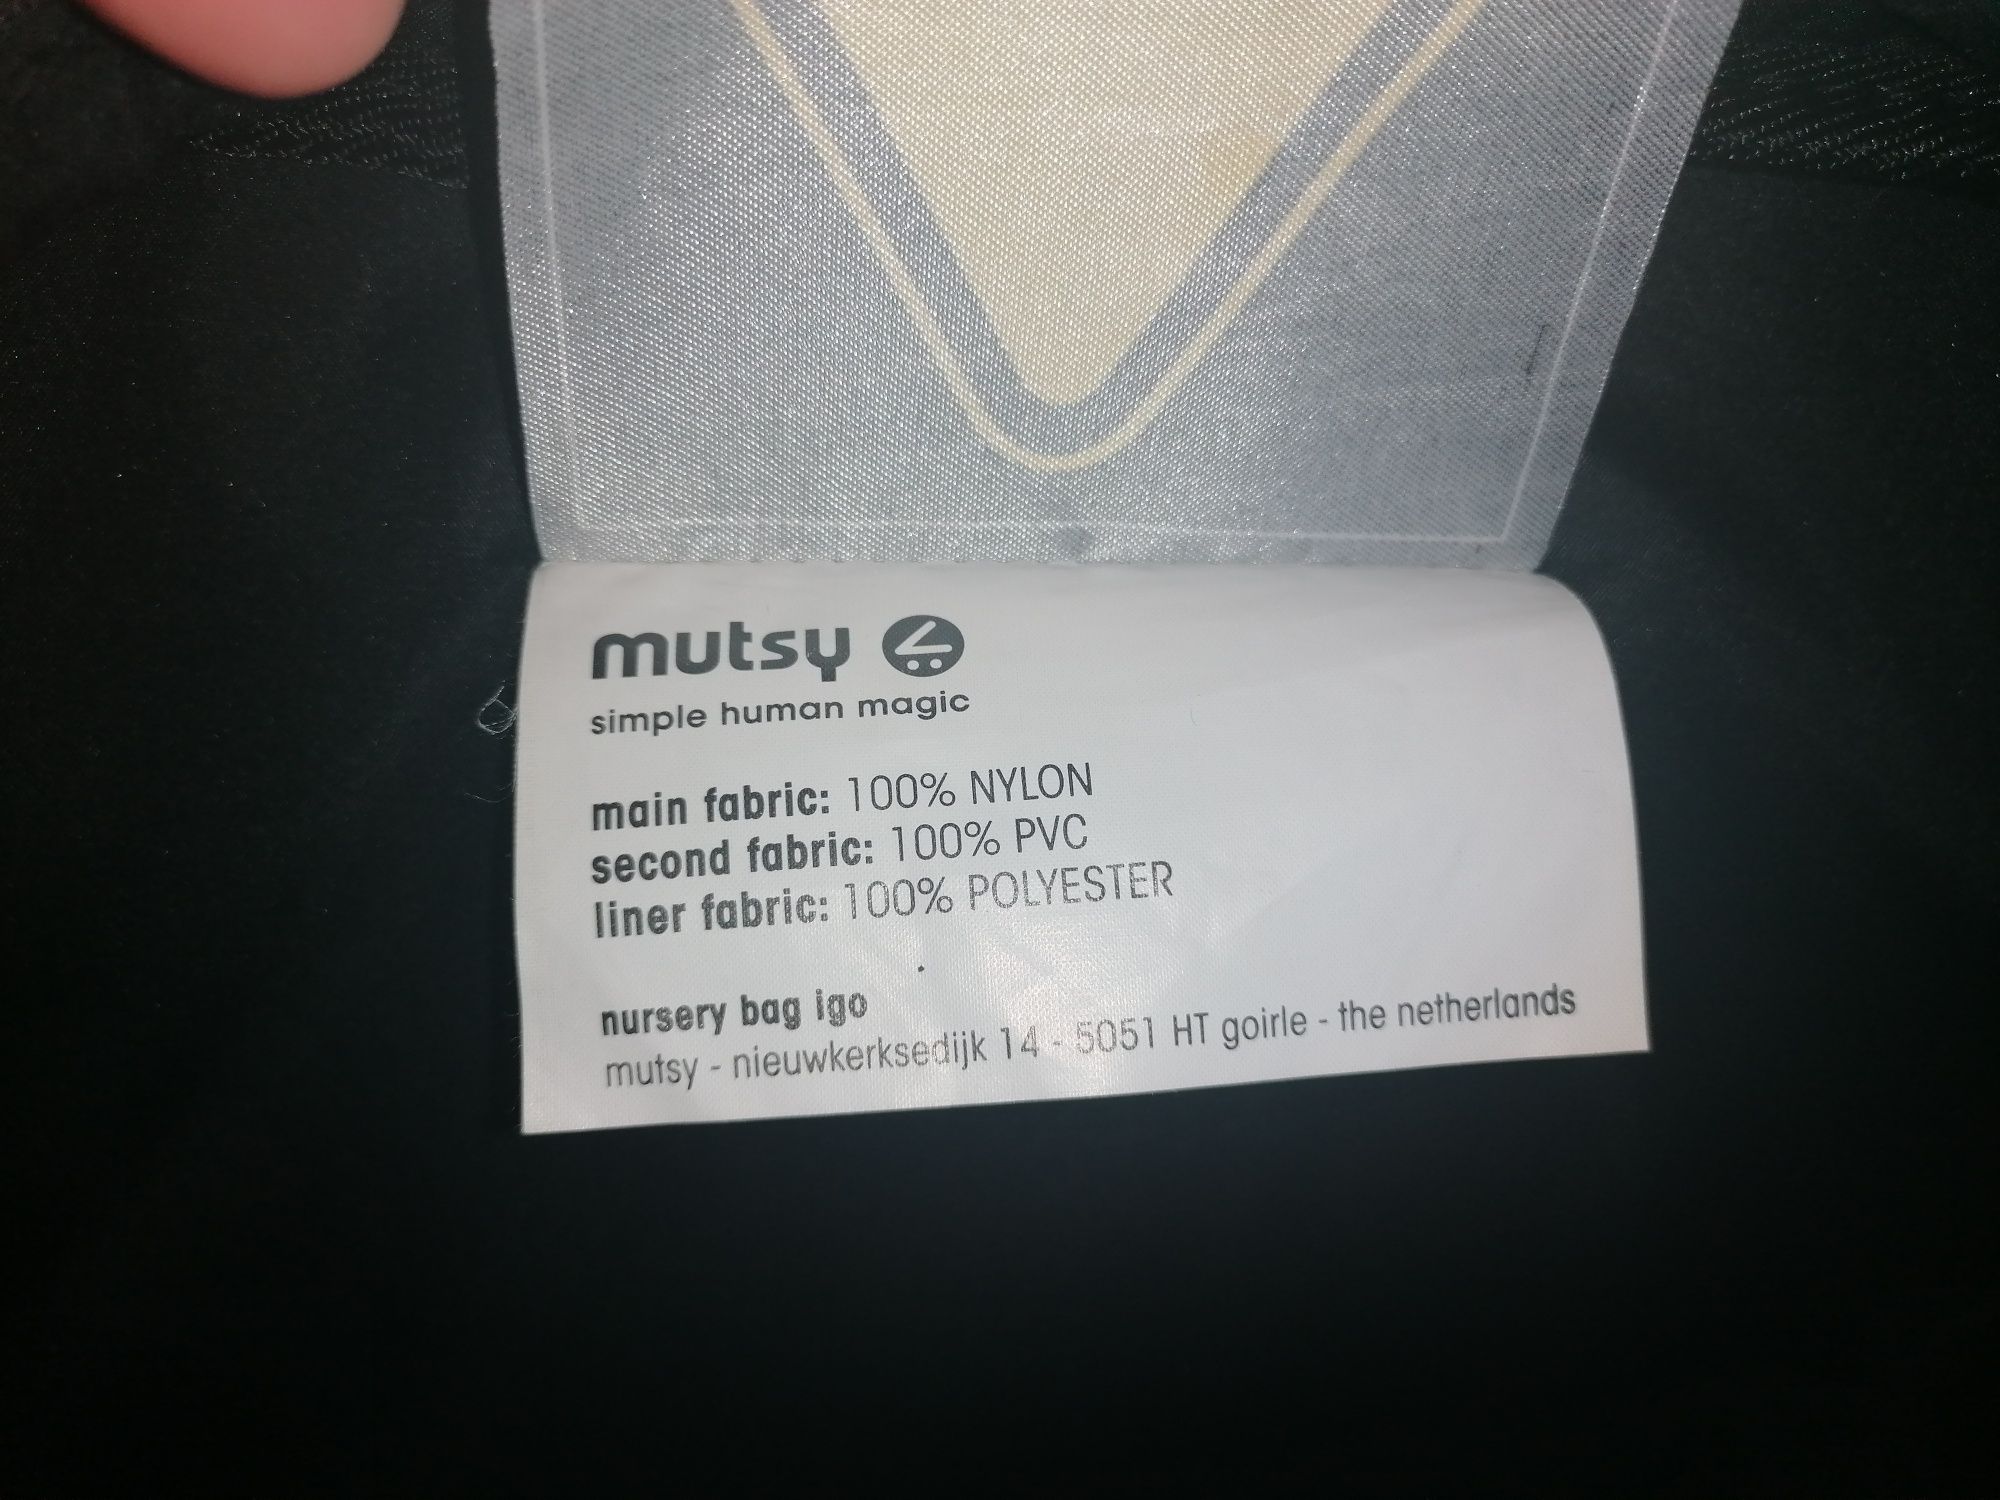 mutsy
simple human magic
main fabric: 100% NYLON
second fabric: 100% PVC
liner fabric: 100% POLYESTER
nursery bag igo
mutsy - nieuwkerksedijk 14 - 5051 HT goirle - the netherlands